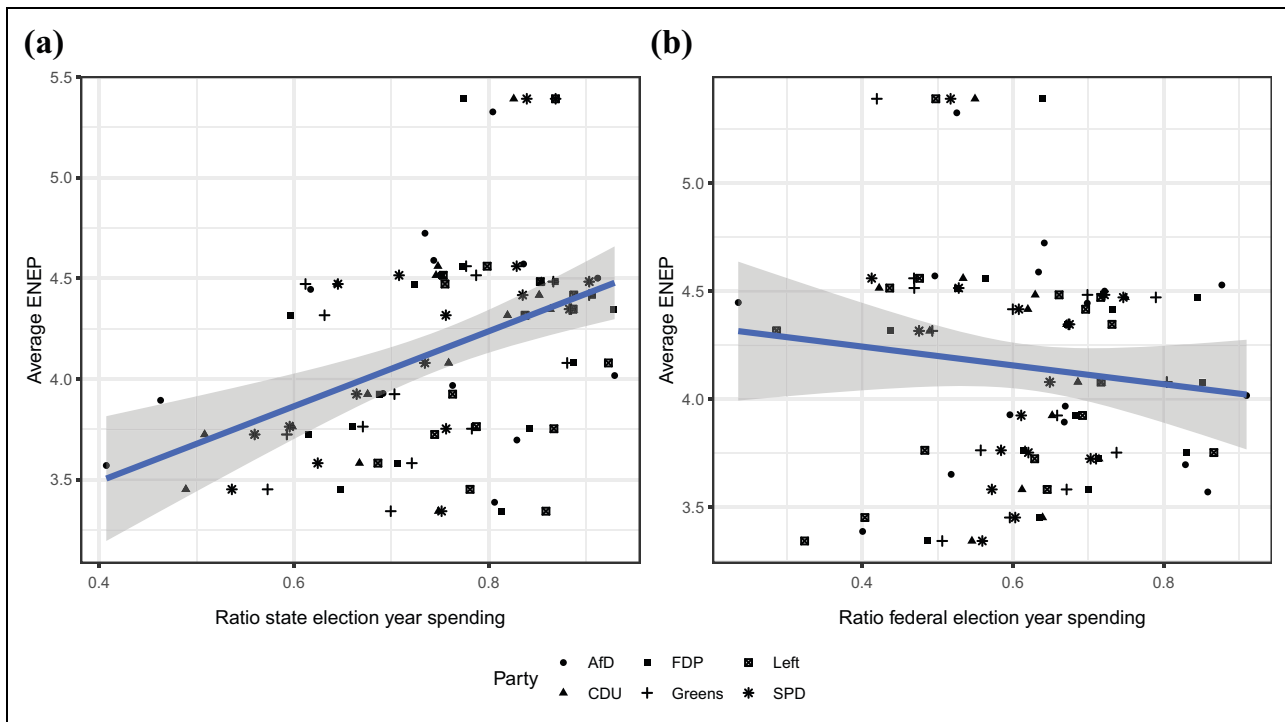 (a)
(b)
5.5
5.0
4.5
4.0
3.5
Average ENEP
0.4
0.6
0.8
Ratio state election year spending
5.0
4.5
4.0
3.5
Average ENEP
0.4
0.6
0.8
Ratio federal election year spending
Party
AfD
FDP
Left
CDU
Greens
SPD